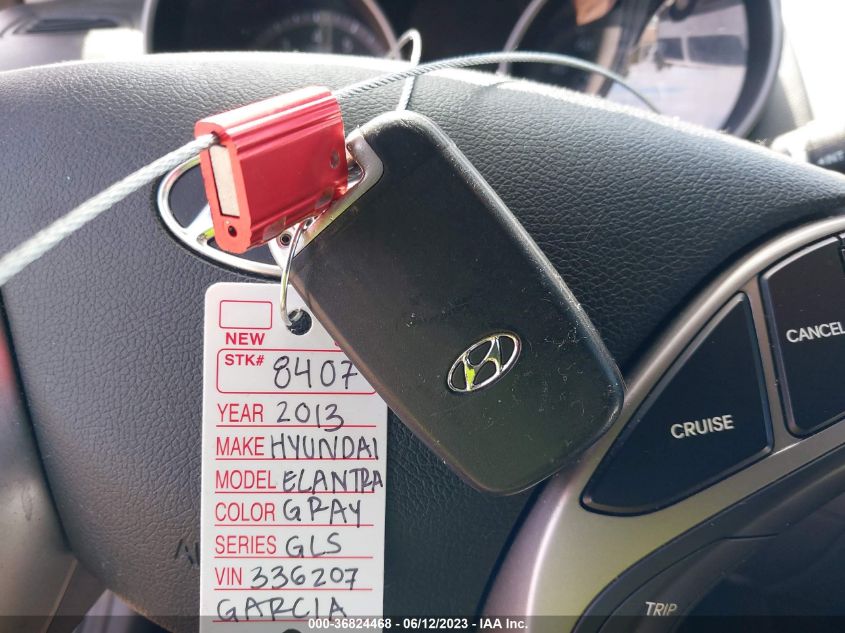 NEW
STK# 8407
YEAR 2013
MAKE HYUNDAI
MODEL ELANTRA
COLOR GRAY
SERIES GLS
VIN 336207
GARCIA
CANCEL
CRUISE
TRIP
000-36824468 - 06/12/2023 - IAA Inc.